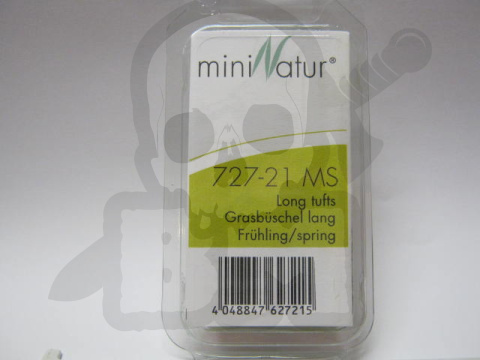 miniNatur®
727-21 MS
Long tufts
Grasbüschel lang
Frühling/spring
4 048847 627215